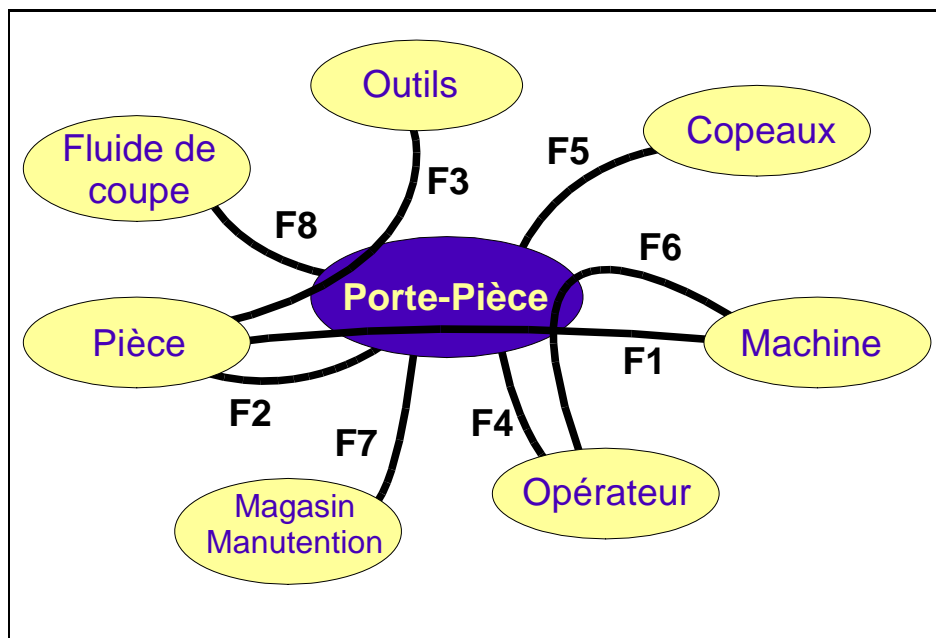 Outils
Copeaux
Fluide de
coupe
F5
F3
F8
F6
Porte-Pièce
Pièce
Machine
F1
F2
F7
F4
Opérateur
Magasin
Manutention